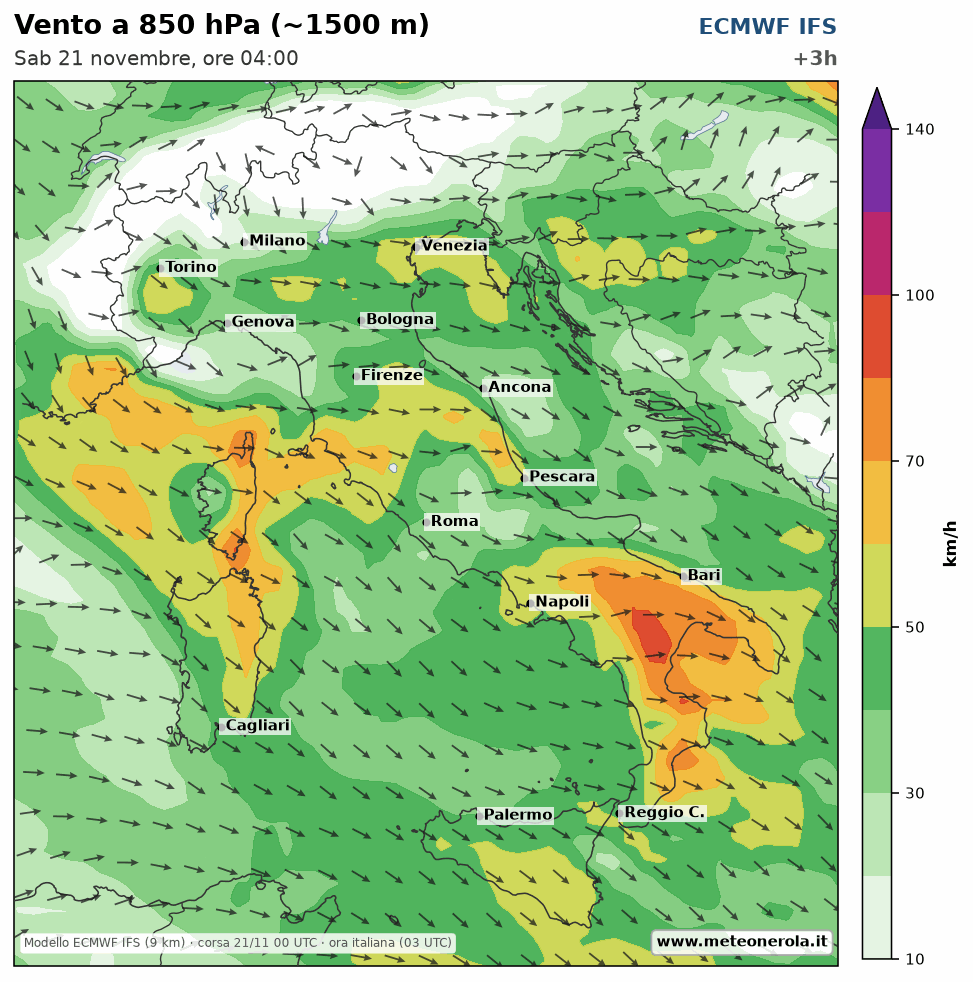 Vento a 850 hPa (~1500 m)
ECMWF IFS
Sab 21 novembre, ore 04:00
+3h
Milano
Venezia
Torino
Genova
Bologna
Firenze
Ancona
Pescara
Roma
Bari
Napoli
Cagliari
Palermo
Reggio C.
140
100
70
50
30
10
km/h
Modello ECMWF IFS (9 km) · corsa 21/11 00 UTC · ora italiana (03 UTC)
www.meteonerola.it